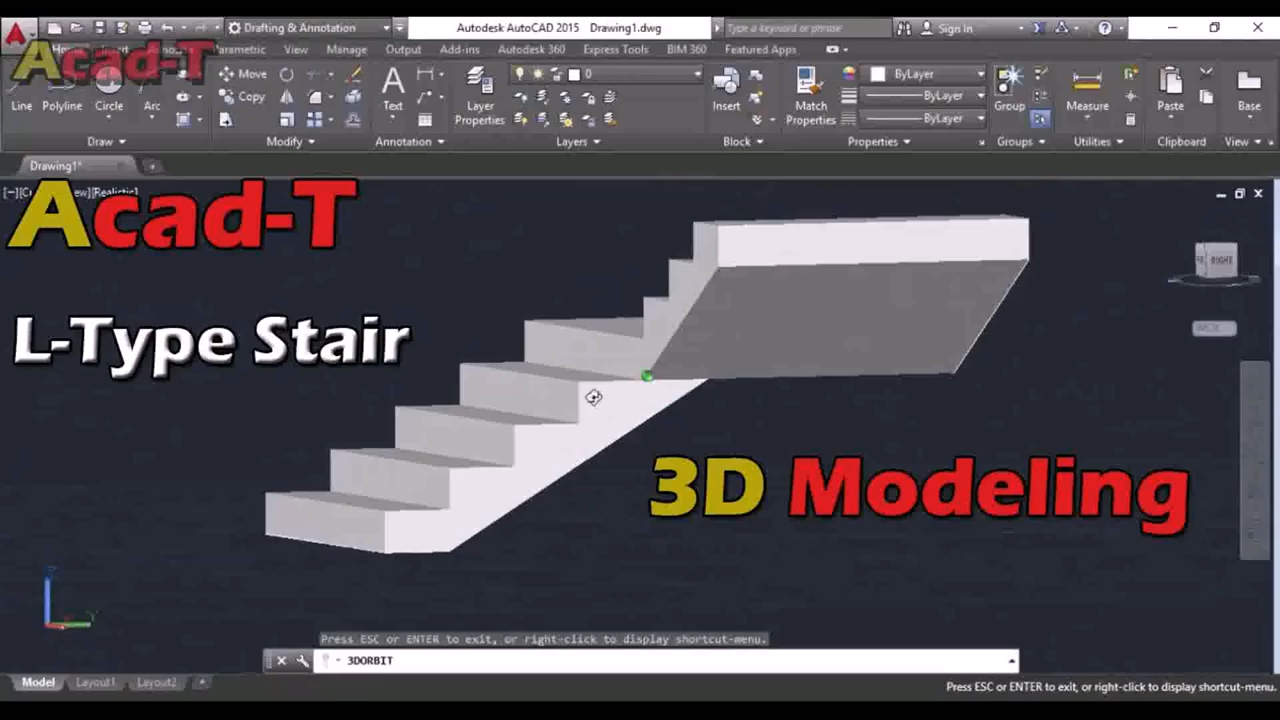 Drafting & Annotation
Autodesk AutoCAD 2015 Drawing1.dwg
Type a keyword or phrase
Sign In
Acad-T
Parametric View Manage Output Add-ins Autodesk 360 Express Tools BIM 360 Featured Apps
Move
Copy
Line Polyline Circle Arc
Text
Layer Properties
0
Insert
Match Properties
ByLayer
ByLayer
ByLayer
Group
Measure
Paste
Base
Draw Modify Annotation Layers Block Properties Groups Utilities Clipboard View
Drawing1*
[Realistic]
Acad-T
RIGHT
L-Type Stair
3D Modeling
Press ESC or ENTER to exit, or right-click to display shortcut-menu.
3DORBIT
Model Layout1 Layout2
Press ESC or ENTER to exit, or right-click to display shortcut-menu.